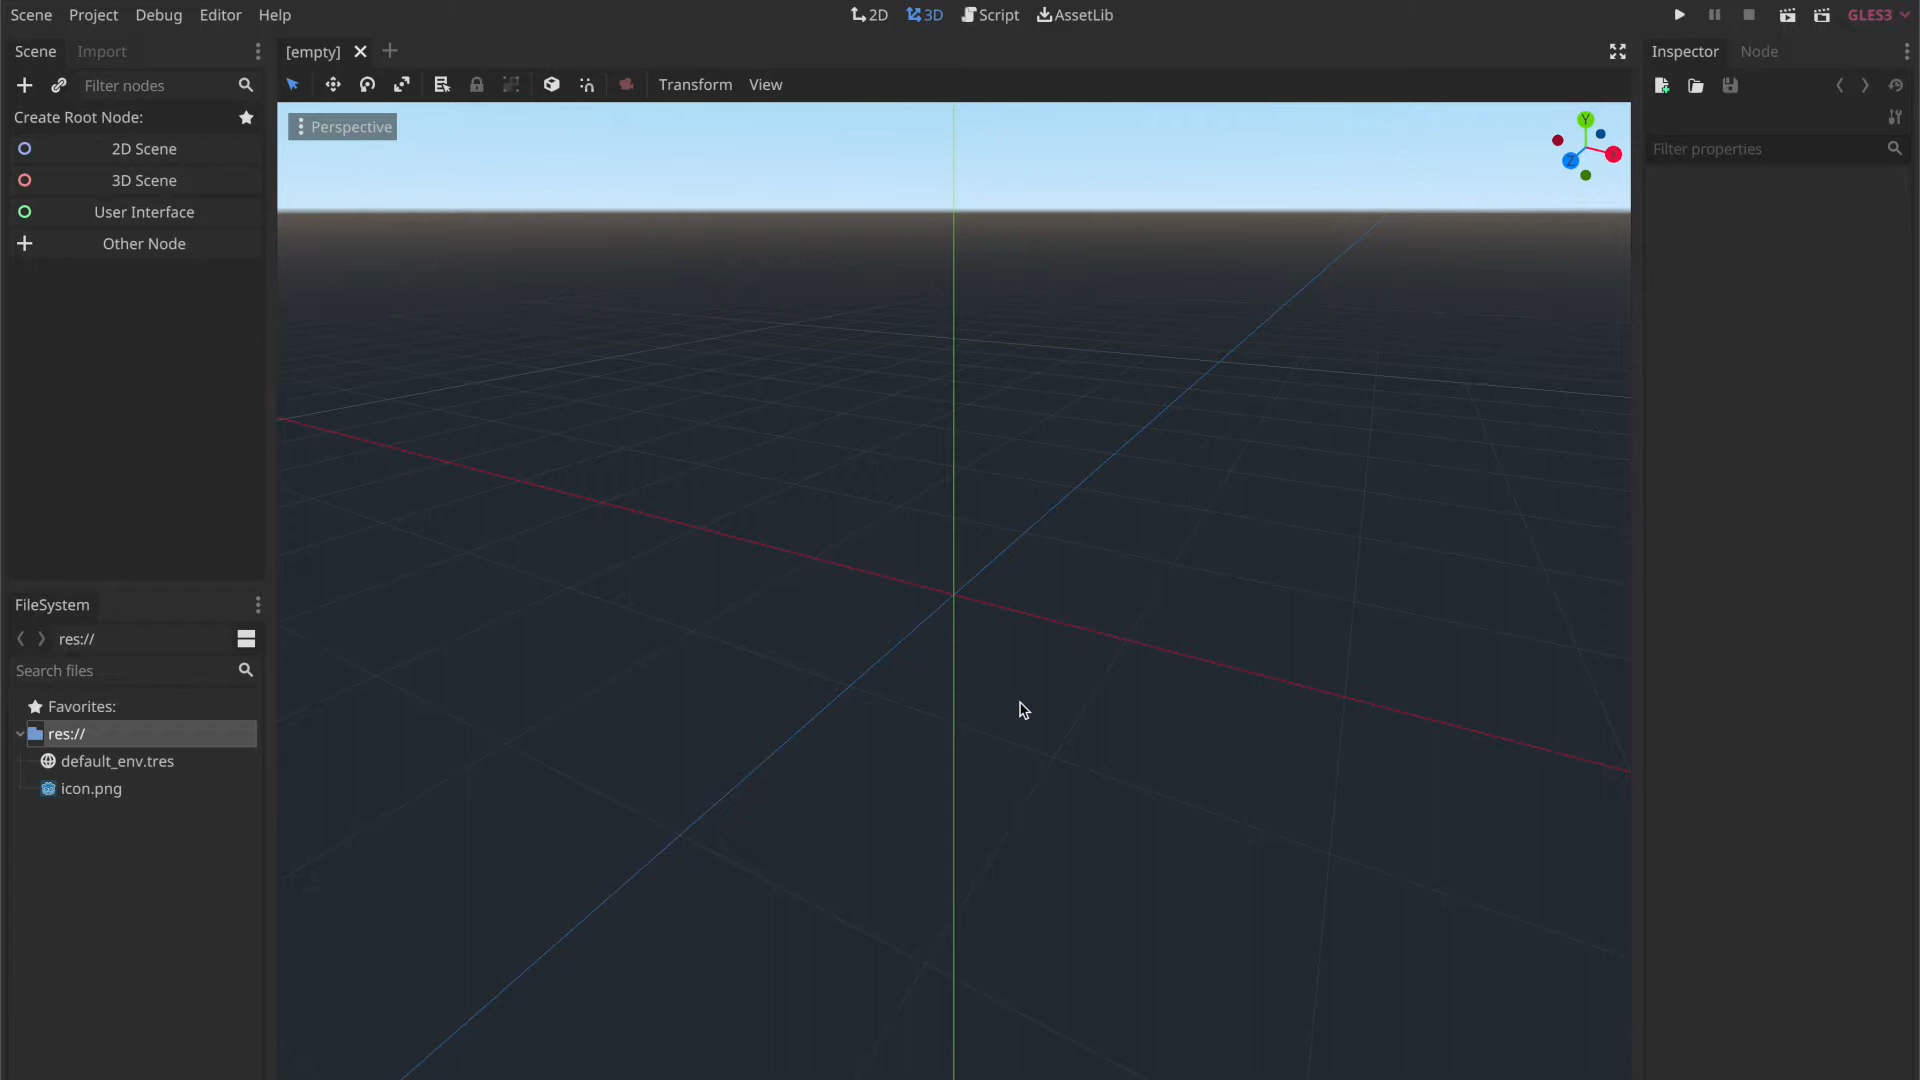 Scene Project Debug Editor Help 2D 3D Script AssetLib GLES3
Scene Import [empty] Inspector Node
Filter nodes Transform View
Create Root Node:
Perspective
Y
Z
2D Scene
Filter properties
3D Scene
User Interface
Other Node
FileSystem
res://
Search files
Favorites:
res://
default_env.tres
icon.png